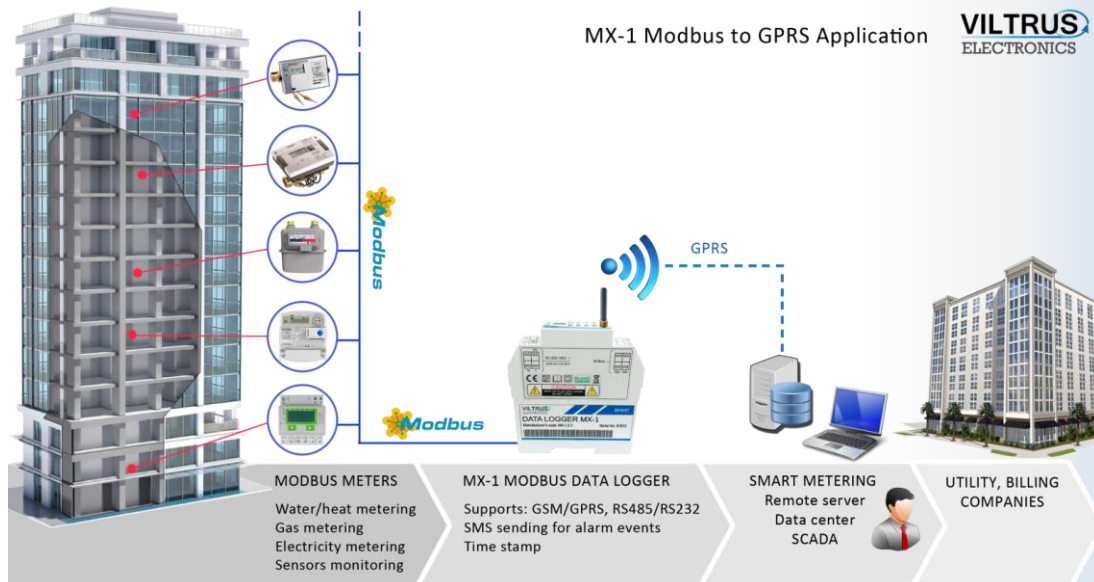 MX-1 Modbus to GPRS Application
VILTRUS
ELECTRONICS
Modbus
GPRS
Modbus
VILTRUS
DATA LOGGER MX-1
MODBUS METERS
Water/heat metering
Gas metering
Electricity metering
Sensors monitoring
MX-1 MODBUS DATA LOGGER
Supports: GSM/GPRS, RS485/RS232
SMS sending for alarm events
Time stamp
SMART METERING
Remote server
Data center
SCADA
UTILITY, BILLING
COMPANIES